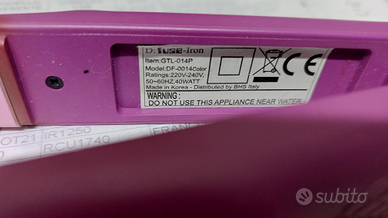 D: fuse-iron
Item:GTL-014P
Model:DF-0014Color
Ratings:220V-240V,
50~60HZ,40WATT
Made in Korea - Distributed by BHS Italy
CE
WARNING :
DO NOT USE THIS APPLIANCE NEAR WATER
OT21 IR1250
RCU1740
subito